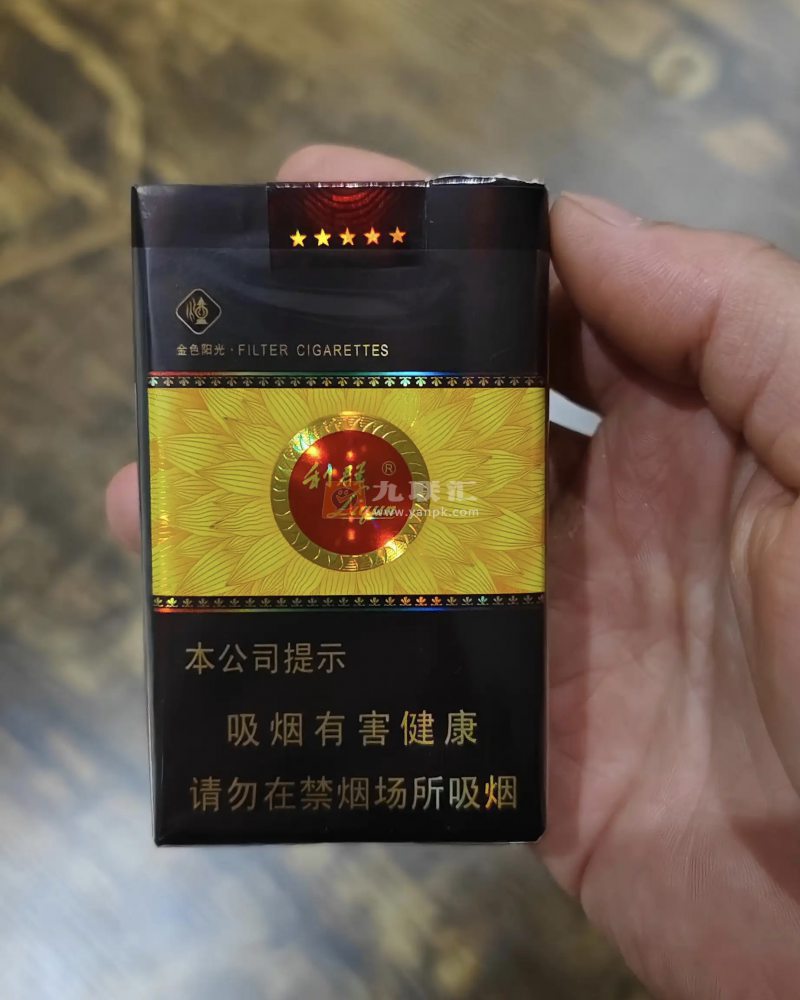 金色阳光·FILTER CIGARETTES
利群®
Liqun
九联汇
www.yanpk.com
本公司提示
吸烟有害健康
请勿在禁烟场所吸烟